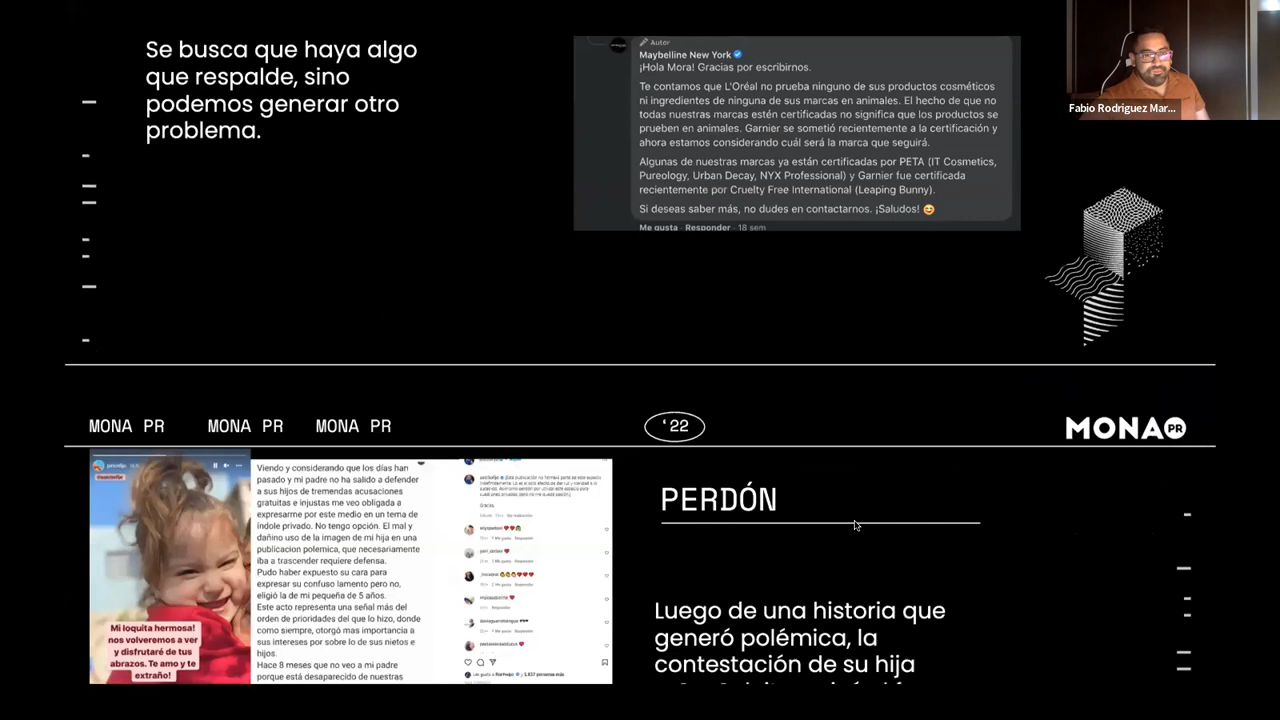 Se busca que haya algo
que respalde, sino
podemos generar otro
problema.
Autor
Maybelline New York
¡Hola Mora! Gracias por escribirnos.
Te contamos que L'Oréal no prueba ninguno de sus productos cosméticos
ni ingredientes de ninguna de sus marcas en animales. El hecho de que no
todas nuestras marcas estén certificadas no significa que los productos se
prueben en animales. Garnier se sometió recientemente a la certificación y
ahora estamos considerando cuál será la marca que seguirá.
Algunas de nuestras marcas ya están certificadas por PETA (IT Cosmetics,
Pureology, Urban Decay, NYX Professional) y Garnier fue certificada
recientemente por Cruelty Free International (Leaping Bunny).
Si deseas saber más, no dudes en contactarnos. ¡Saludos! 😊
Me gusta · Responder · 18 sem
Fabio Rodriguez Mar...
MONA PR MONA PR MONA PR
'22
MONA PR
Mi loquita hermosa!
nos volveremos a ver
y disfrutaré de tus
abrazos. Te amo y te
extraño!
Viendo y considerando que los días han
pasado y mi padre no ha salido a defender
a sus hijos de tremendas acusaciones
gratuitas e injustas me veo obligada a
expresarme por este medio en un tema de
índole privado. No tengo opción. El mal y
dañino uso de la imagen de mi hija en una
publicacion polemica, que necesariamente
iba a trascender requiere defensa.
Pudo haber expuesto su cara para
expresar su confuso lamento pero no,
eligió la de mi pequeña de 5 años.
Este acto representa una señal más del
orden de prioridades del que lo hizo, donde
como siempre, otorgó mas importancia a
sus intereses por sobre lo de sus nietos e
hijos.
Hace 8 meses que no veo a mi padre
porque está desaparecido de nuestras
PERDÓN
Luego de una historia que
generó polémica, la
contestación de su hija